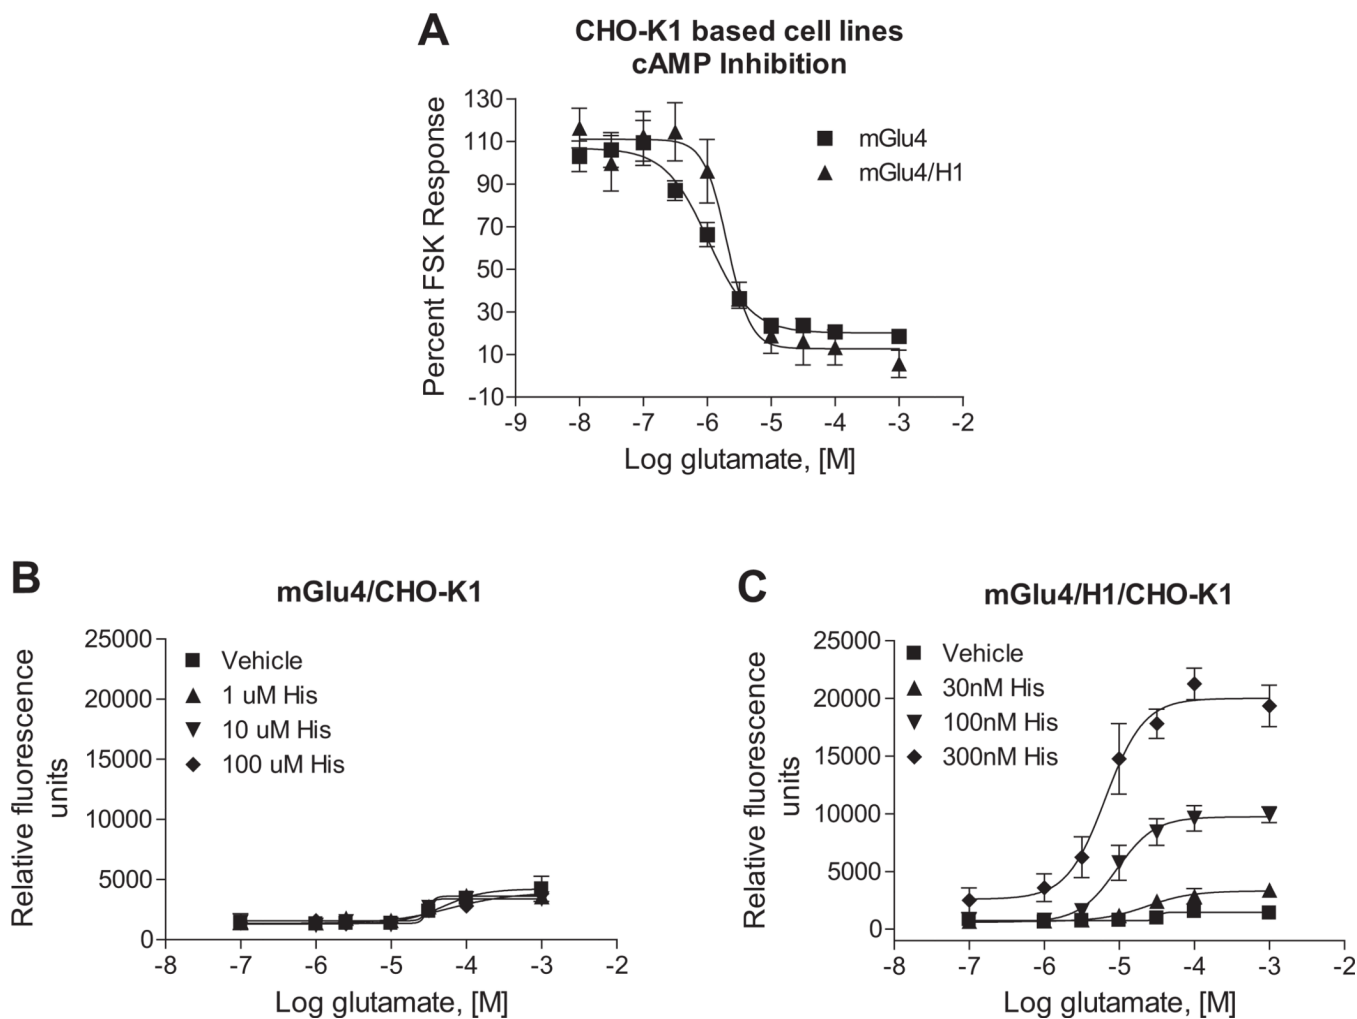 A
CHO-K1 based cell lines
cAMP Inhibition
Percent FSK Response
130
110
90
70
50
30
10
-10
-9
-8
-7
-6
-5
-4
-3
-2
Log glutamate, [M]
mGlu4
mGlu4/H1
B
mGlu4/CHO-K1
Relative fluorescence
units
25000
20000
15000
10000
5000
0
-8
-7
-6
-5
-4
-3
-2
Log glutamate, [M]
Vehicle
1 uM His
10 uM His
100 uM His
C
mGlu4/H1/CHO-K1
Relative fluorescence
units
25000
20000
15000
10000
5000
0
-8
-7
-6
-5
-4
-3
-2
Log glutamate, [M]
Vehicle
30nM His
100nM His
300nM His